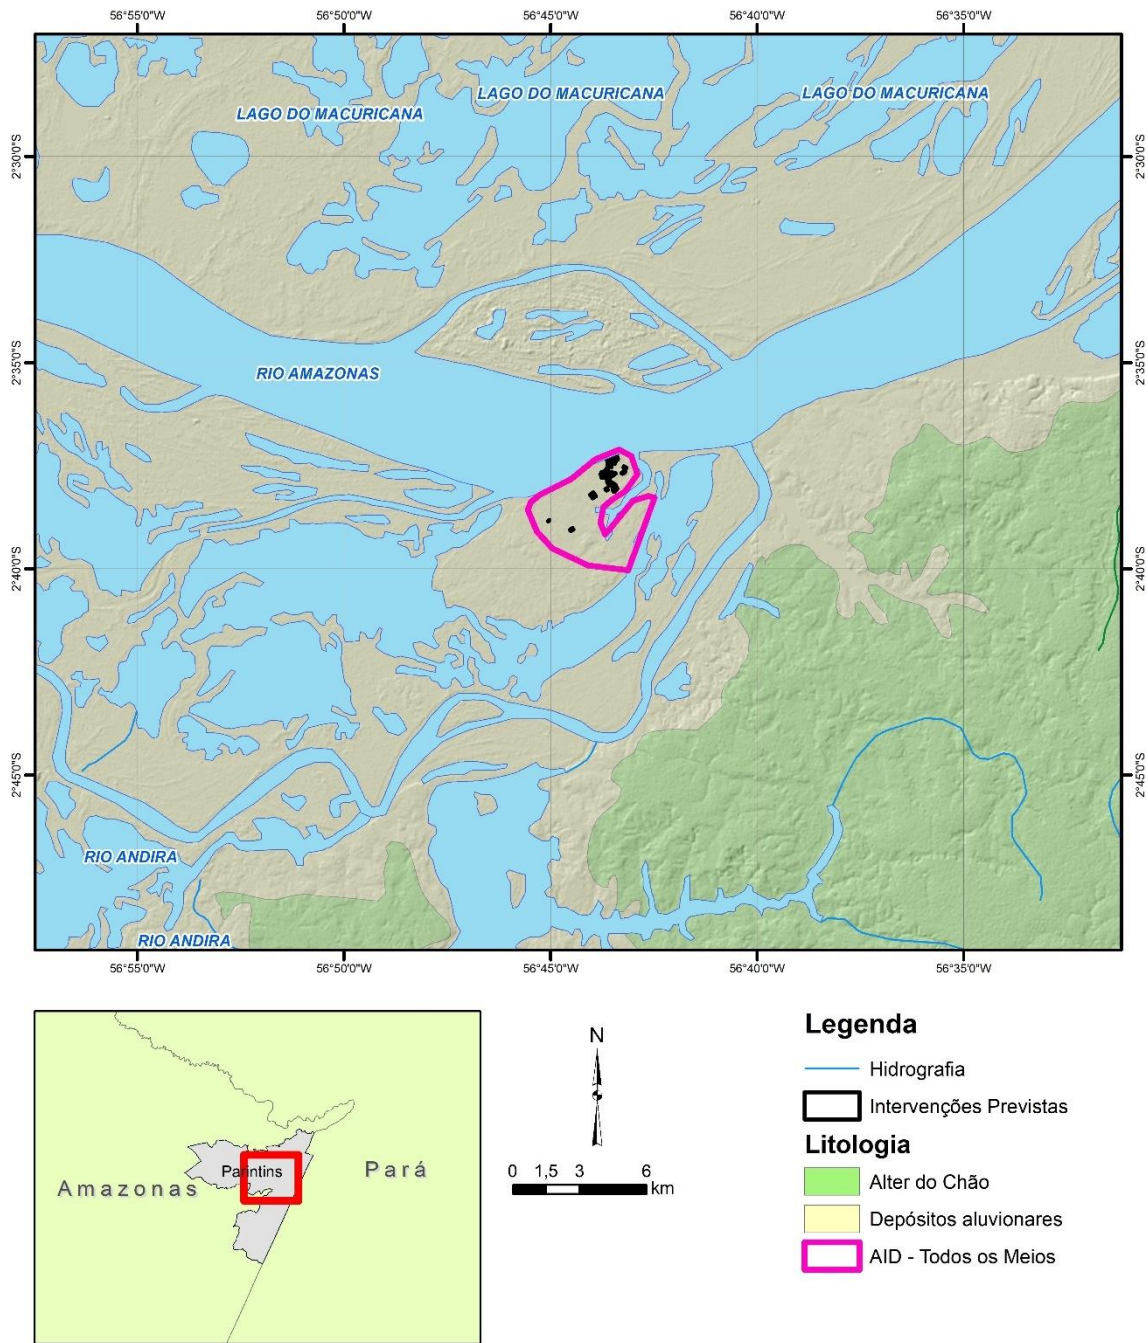 56°55'0"W
56°50'0"W
56°45'0"W
56°40'0"W
56°35'0"W
LAGO DO MACURICANA
LAGO DO MACURICANA
LAGO DO MACURICANA
2°30'0"S
2°30'0"S
2°35'0"S
2°35'0"S
RIO AMAZONAS
2°40'0"S
2°40'0"S
2°45'0"S
2°45'0"S
RIO ANDIRA
RIO ANDIRA
56°55'0"W
56°50'0"W
56°45'0"W
56°40'0"W
56°35'0"W
Parintins
Amazonas
Pará
N
0 1,5 3 6
km
Legenda
Hidrografia
Intervenções Previstas
Litologia
Alter do Chão
Depósitos aluvionares
AID - Todos os Meios